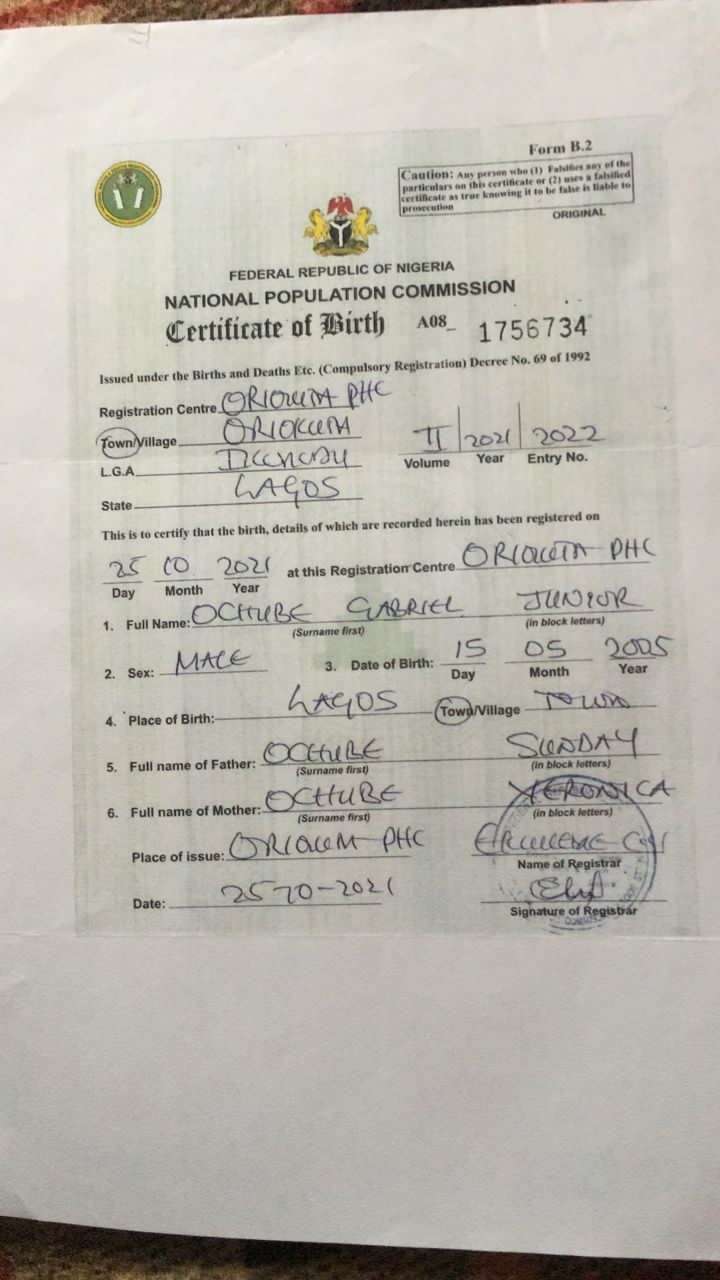 Form B.2
Caution: Any person who (1) Falsifies any of the
particulars on this certificate or (2) uses a falsified
certificate as true knowing it to be false is liable to
prosecution
ORIGINAL
FEDERAL REPUBLIC OF NIGERIA
NATIONAL POPULATION COMMISSION
Certificate of Birth A08_ 1756734
Issued under the Births and Deaths Etc. (Compulsory Registration) Decree No. 69 of 1992
Registration Centre ORIOKUTA PHC
Town/Village ORIOKUTA II 2021 2022
L.G.A Volume Year Entry No.
State LAGOS
This is to certify that the birth, details of which are recorded herein has been registered on
25 10 2021 at this Registration Centre ORIOKUTA PHC
Day Month Year
1. Full Name: OCHUBE GABRIEL JUNIOR
(Surname first) (in block letters)
2. Sex: MALE 3. Date of Birth: 15 05 2005
Day Month Year
4. Place of Birth: LAGOS Town/Village TOWN
5. Full name of Father: OCHUBE SUNDAY
(Surname first) (in block letters)
6. Full name of Mother: OCHUBE VERONICA
(Surname first) (in block letters)
Place of issue: PHC
Name of Registrar
Date: 25-10-2021
Signature of Registrar